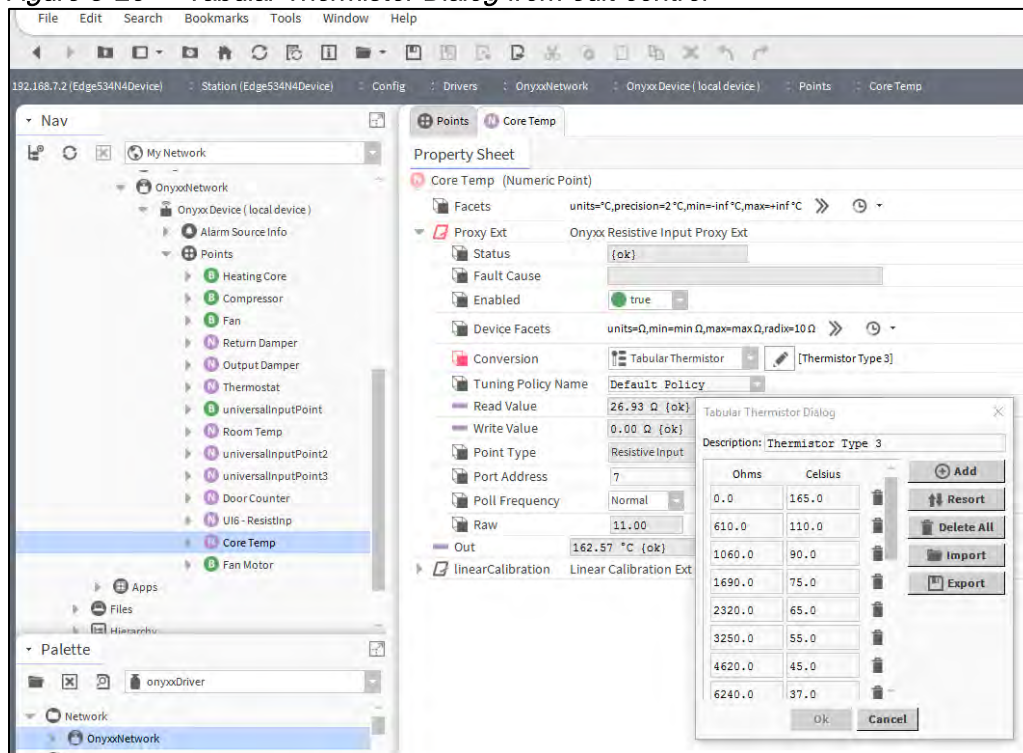 Figure 3-20 Tabular Thermistor Dialog from edit control
File Edit Search Bookmarks Tools Window Help
192.168.7.2 (Edge534N4Device) : Station (Edge534N4Device) : Config : Drivers : OnyxxNetwork : Onyxx Device ( local device ) : Points : Core Temp
Nav
My Network
OnyxxNetwork
Onyxx Device ( local device )
Alarm Source Info
Points
B Heating Core
B Compressor
B Fan
N Return Damper
N Output Damper
N Thermostat
B universalInputPoint
N Room Temp
N universalInputPoint2
N universalInputPoint3
N Door Counter
N UI6 - ResistInp
N Core Temp
B Fan Motor
Apps
Files
Hierarchy
Palette
onyxxDriver
Network
OnyxxNetwork
Points N Core Temp
Property Sheet
N Core Temp (Numeric Point)
Facets units=°C,precision=2 °C,min=-inf °C,max=+inf °C
Proxy Ext Onyxx Resistive Input Proxy Ext
Status {ok}
Fault Cause
Enabled true
Device Facets units=Ω,min=min Ω,max=max Ω,radix=10 Ω
Conversion Tabular Thermistor [Thermistor Type 3]
Tuning Policy Name Default Policy
Read Value 26.93 Ω {ok}
Write Value 0.00 Ω {ok}
Point Type Resistive Input
Port Address 7
Poll Frequency Normal
Raw 11.00
Out 162.57 °C {ok}
linearCalibration Linear Calibration Ext
Tabular Thermistor Dialog
Description: Thermistor Type 3
Ohms Celsius
0.0 165.0
610.0 110.0
1060.0 90.0
1690.0 75.0
2320.0 65.0
3250.0 55.0
4620.0 45.0
6240.0 37.0
Add
Resort
Delete All
Import
Export
Ok Cancel